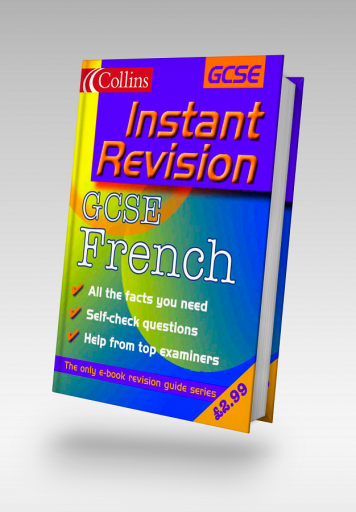 Collins
GCSE
Instant
Revision
GCSE
French
All the facts you need
Self-check questions
Help from top examiners
The only e-book revision guide series
£2.99